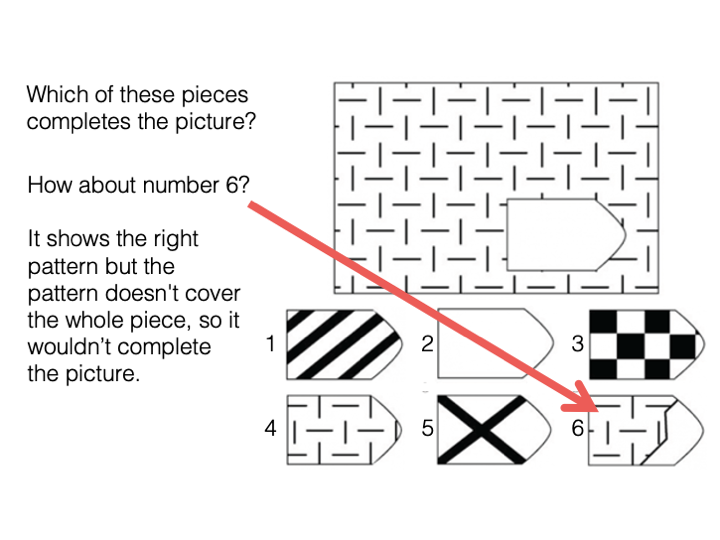 Which of these pieces
completes the picture?
How about number 6?
It shows the right
pattern but the
pattern doesn't cover
the whole piece, so it
wouldn’t complete
the picture.
1
2
3
4
5
6